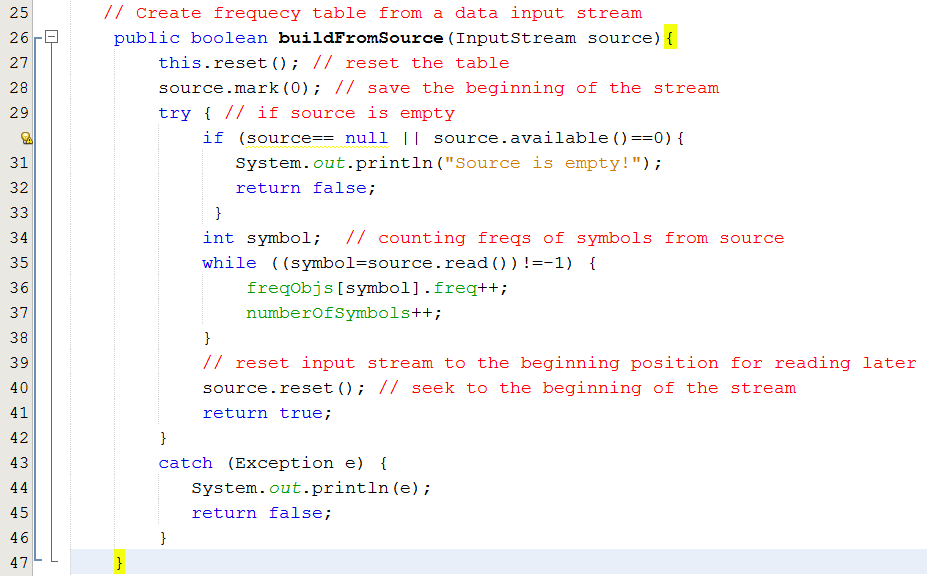 25 // Create frequecy table from a data input stream
26 public boolean buildFromSource(InputStream source){
27 this.reset(); // reset the table
28 source.mark(0); // save the beginning of the stream
29 try { // if source is empty
if (source== null || source.available()==0){
31 System.out.println("Source is empty!");
32 return false;
33 }
34 int symbol;  // counting freqs of symbols from source
35 while ((symbol=source.read())!=-1) {
36 freqObjs[symbol].freq++;
37 numberOfSymbols++;
38 }
39 // reset input stream to the beginning position for reading later
40 source.reset(); // seek to the beginning of the stream
41 return true;
42 }
43 catch (Exception e) {
44 System.out.println(e);
45 return false;
46 }
47 }